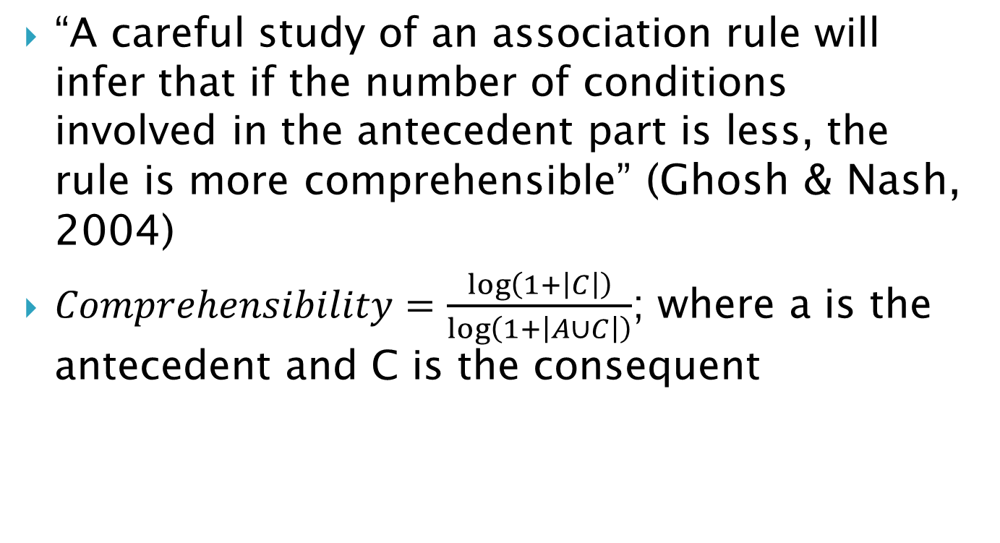 “A careful study of an association rule will
infer that if the number of conditions
involved in the antecedent part is less, the
rule is more comprehensible” (Ghosh & Nash,
2004)
Comprehensibility = log(1+|C|) / log(1+|A∪C|); where a is the
antecedent and C is the consequent